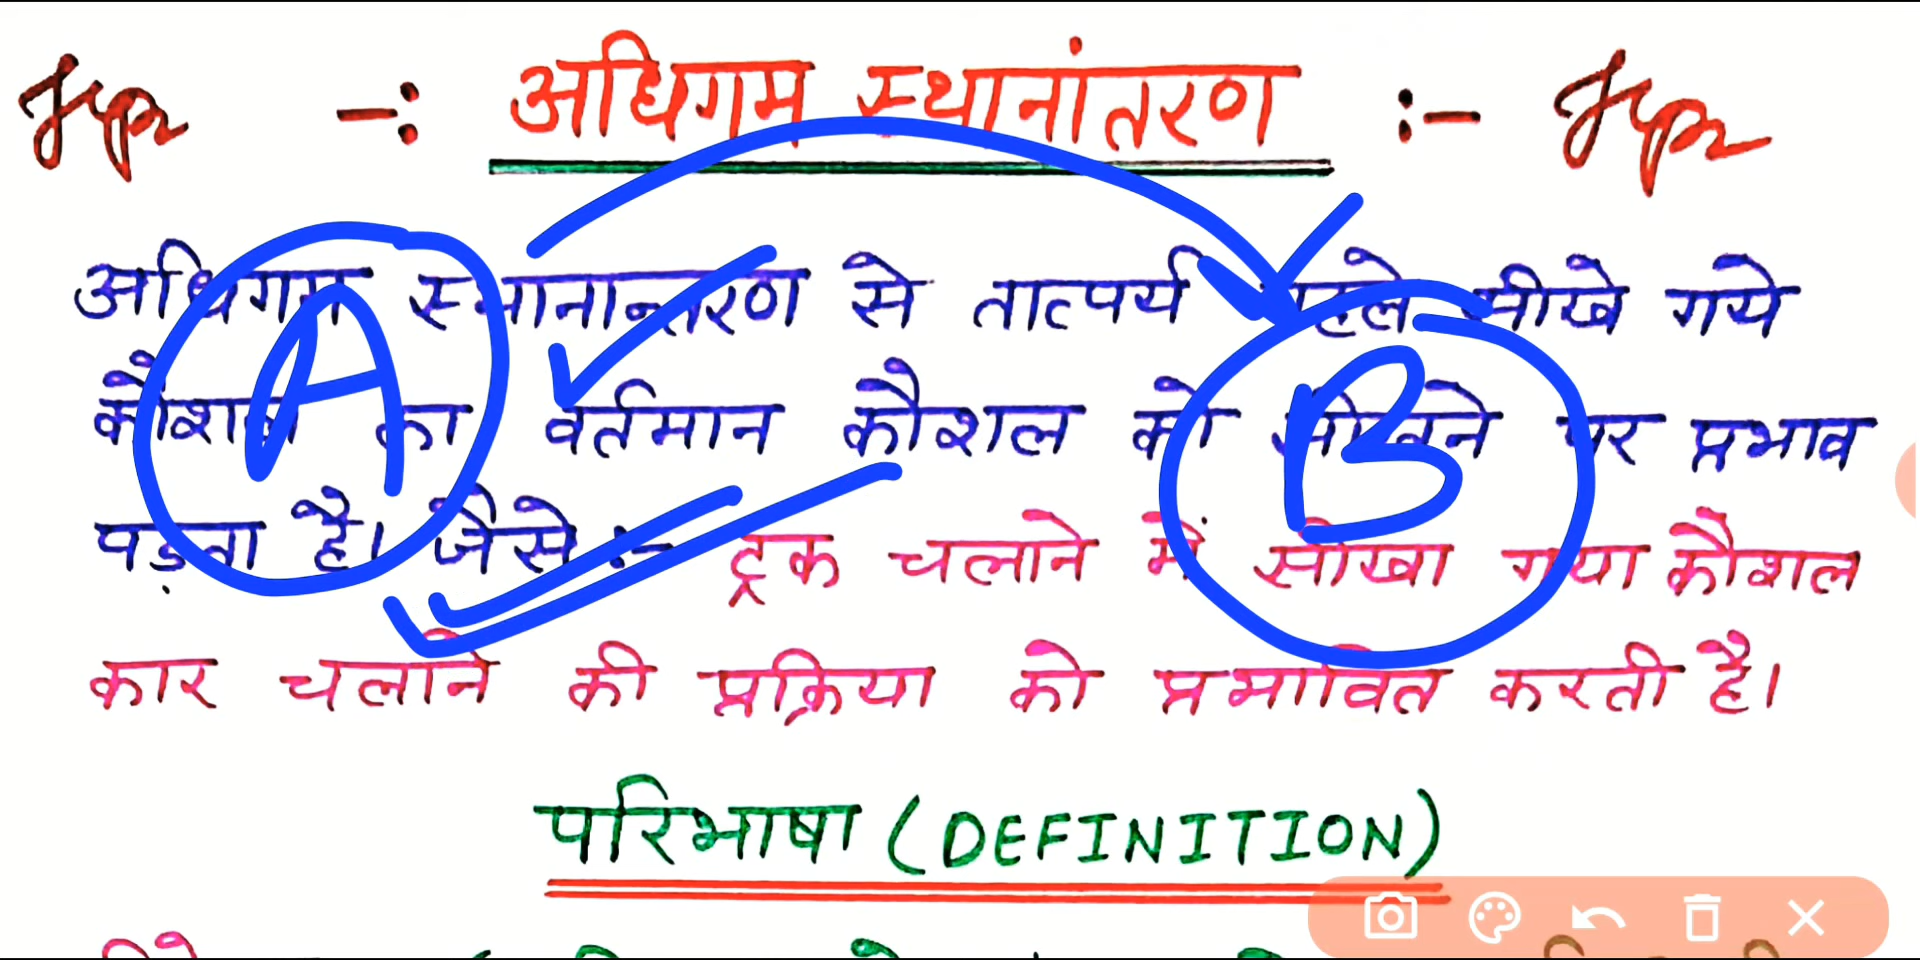 -: अधिगम स्थानांतरण :-
अधिगम स्थानान्तरण से तात्पर्य पहले सीखे गये
कौशल का वर्तमान कौशल को सीखने पर प्रभाव
पड़ता है। जैसे :- ट्रक चलाने में सीखा गया कौशल
कार चलाने की प्रक्रिया को प्रभावित करती है।
A
B
परिभाषा (DEFINITION)